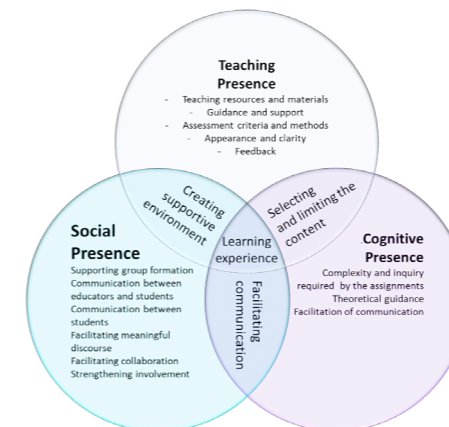 Teaching
Presence
- Teaching resources and materials
- Guidance and support
- Assessment criteria and methods
- Appearance and clarity
- Feedback
Creating
supportive
environment
Selecting
and limiting the
content
Learning
experience
Social
Presence
Supporting group formation
Communication between
educators and students
Communication between
students
Facilitating meaningful
discourse
Facilitating collaboration
Strengthening involvement
Facilitating
communication
Cognitive
Presence
Complexity and inquiry
required by the assignments
Theoretical guidance
Facilitation of communication